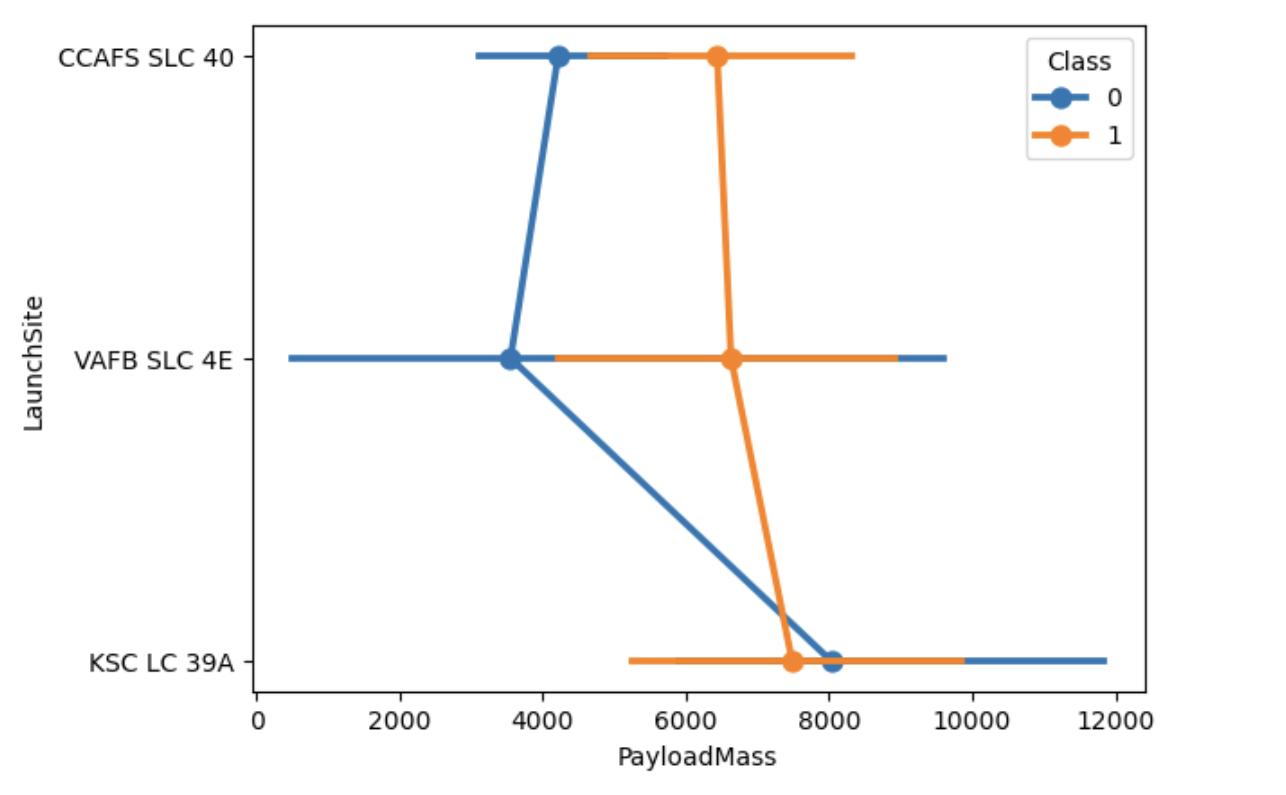 CCAFS SLC 40
VAFB SLC 4E
KSC LC 39A
LaunchSite
Class
0
1
0 2000 4000 6000 8000 10000 12000
PayloadMass